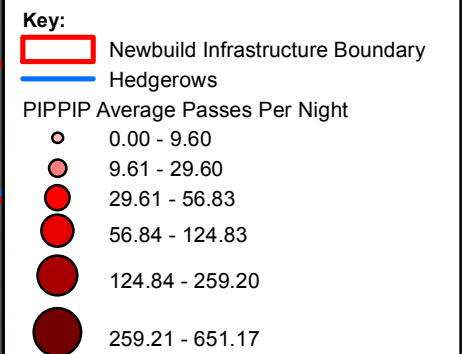 Key:
Newbuild Infrastructure Boundary
Hedgerows
PIPPIP Average Passes Per Night
0.00 - 9.60
9.61 - 29.60
29.61 - 56.83
56.84 - 124.83
124.84 - 259.20
259.21 - 651.17